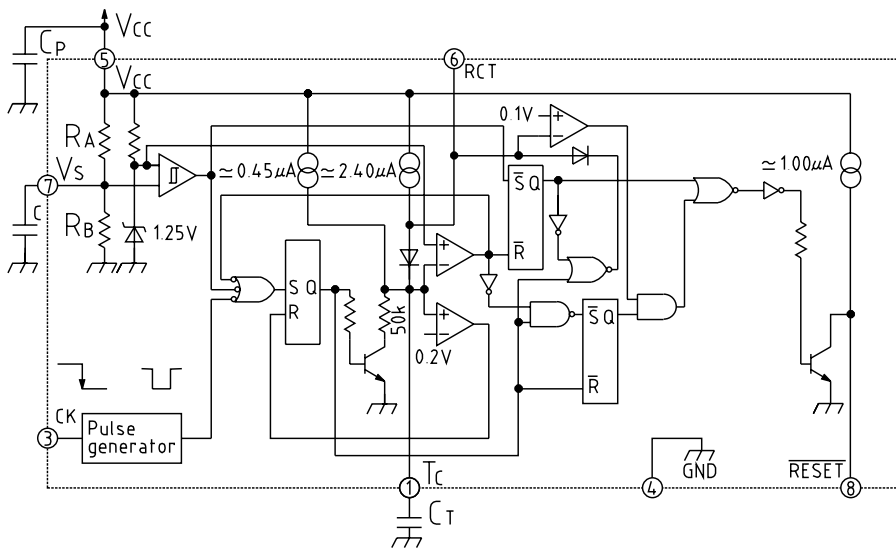 VCC
CP
5
6
VCC
RCT
0.1V
RA
≃0.45μA
≃2.40μA
≃1.00μA
7
VS
S̅ Q
C
RB
1.25V
R̅
S Q
R
50k
S̅ Q
0.2V
R̅
CK
3
Pulse
generator
TC
GND
R̅E̅S̅E̅T̅
1
4
8
CT